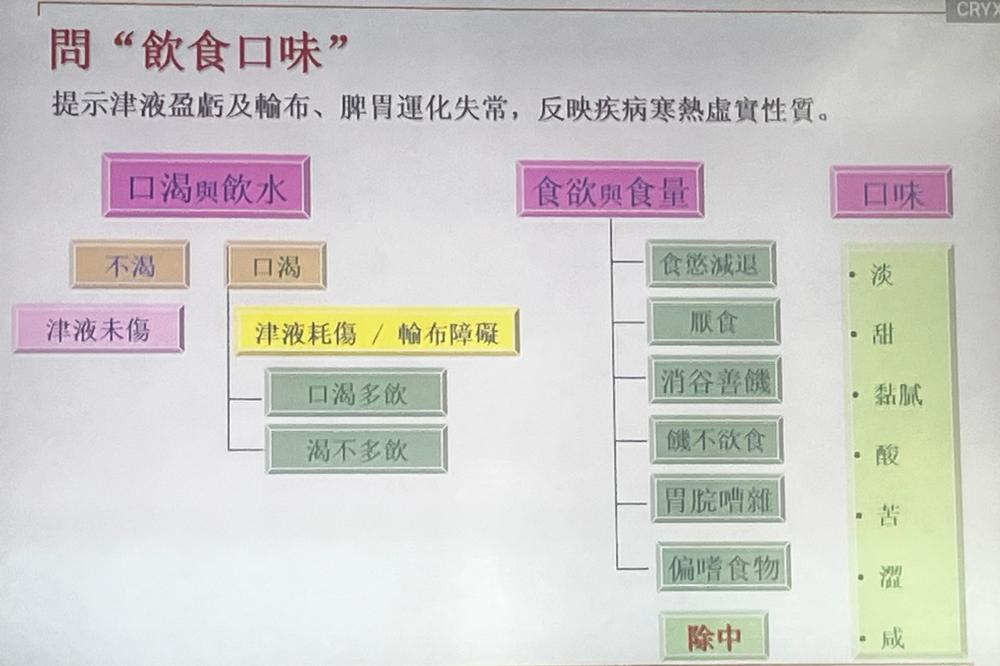 CRYX
問“飲食口味”
提示津液盈虧及輸布、脾胃運化失常，反映疾病寒熱虛實性質。
口渴與飲水
不渴
口渴
津液未傷
津液耗傷 / 輸布障礙
口渴多飲
渴不多飲
食欲與食量
食慾減退
厭食
消谷善饑
饑不欲食
胃脘嘈雜
偏嗜食物
除中
口味
• 淡
• 甜
• 黏膩
• 酸
• 苦
• 澀
• 咸